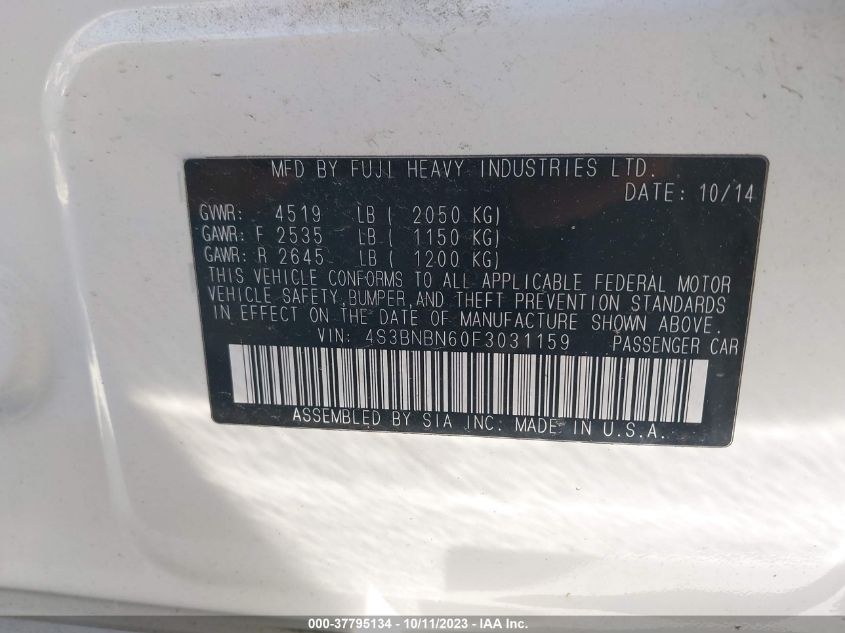 MFD BY FUJI HEAVY INDUSTRIES LTD.
DATE: 10/14
GVWR: 4519 LB ( 2050 KG)
GAWR: F 2535 LB ( 1150 KG)
GAWR: R 2645 LB ( 1200 KG)
THIS VEHICLE CONFORMS TO ALL APPLICABLE FEDERAL MOTOR
VEHICLE SAFETY, BUMPER, AND THEFT PREVENTION STANDARDS
IN EFFECT ON THE DATE OF MANUFACTURE SHOWN ABOVE.
VIN: 4S3BNBN60F3031159 PASSENGER CAR
ASSEMBLED BY SIA INC. MADE IN U.S.A.
000-37795134 - 10/11/2023 - IAA Inc.